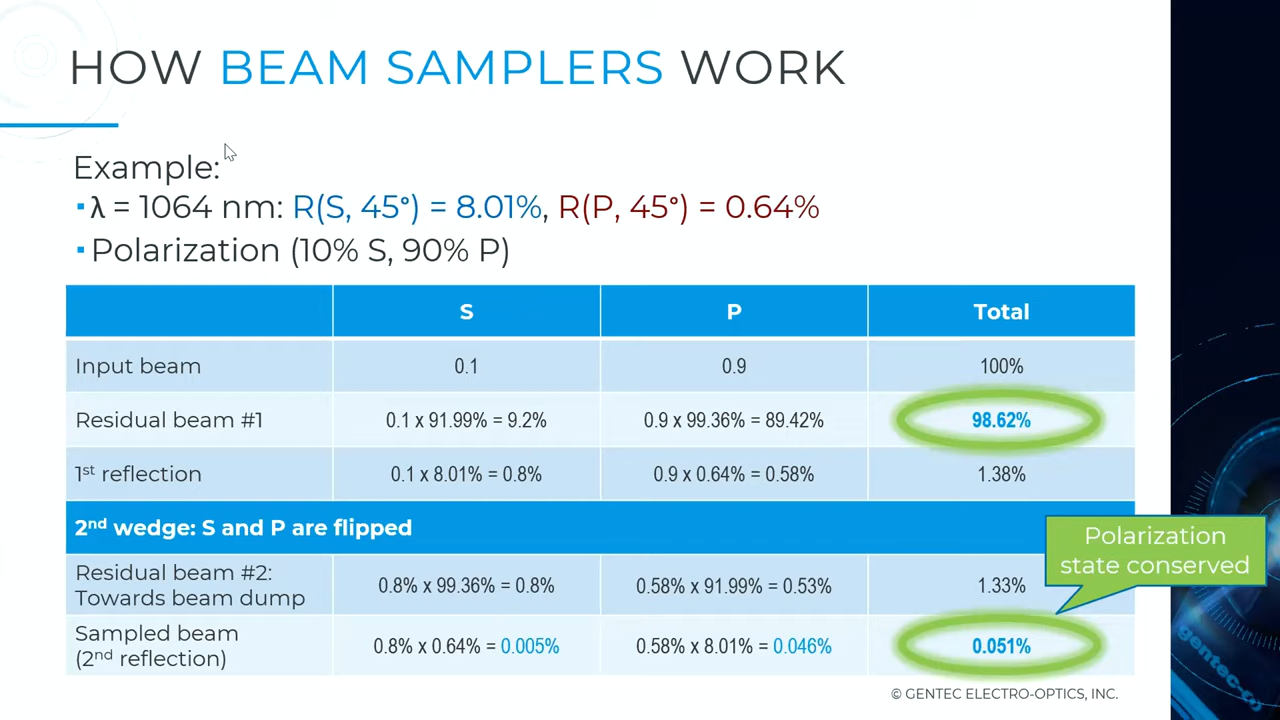 HOW BEAM SAMPLERS WORK
Example:
▪ λ = 1064 nm: R(S, 45°) = 8.01%, R(P, 45°) = 0.64%
▪ Polarization (10% S, 90% P)
S P Total
Input beam 0.1 0.9 100%
Residual beam #1 0.1 x 91.99% = 9.2% 0.9 x 99.36% = 89.42% 98.62%
1st reflection 0.1 x 8.01% = 0.8% 0.9 x 0.64% = 0.58% 1.38%
2nd wedge: S and P are flipped
Polarization
state conserved
Residual beam #2:
Towards beam dump 0.8% x 99.36% = 0.8% 0.58% x 91.99% = 0.53% 1.33%
Sampled beam
(2nd reflection) 0.8% x 0.64% = 0.005% 0.58% x 8.01% = 0.046% 0.051%
© GENTEC ELECTRO-OPTICS, INC.
gentec-eo